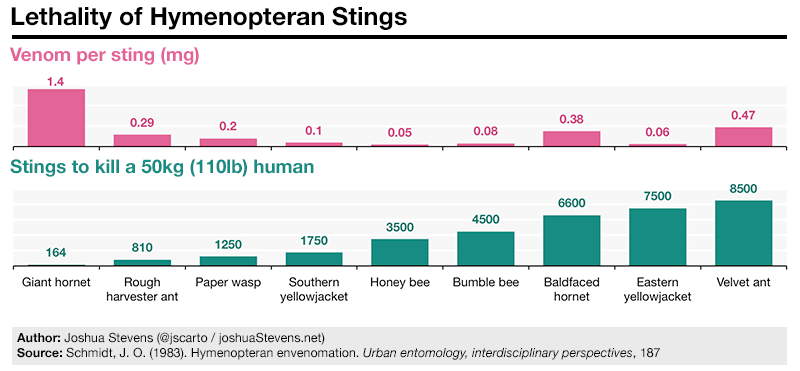 Lethality of Hymenopteran Stings
Venom per sting (mg)
1.4
0.29
0.2
0.1
0.05
0.08
0.38
0.06
0.47
Stings to kill a 50kg (110lb) human
164
810
1250
1750
3500
4500
6600
7500
8500
Giant hornet
Rough
harvester ant
Paper wasp
Southern
yellowjacket
Honey bee
Bumble bee
Baldfaced
hornet
Eastern
yellowjacket
Velvet ant
Author: Joshua Stevens (@jscarto / joshuaStevens.net)
Source: Schmidt, J. O. (1983). Hymenopteran envenomation. Urban entomology, interdisciplinary perspectives, 187